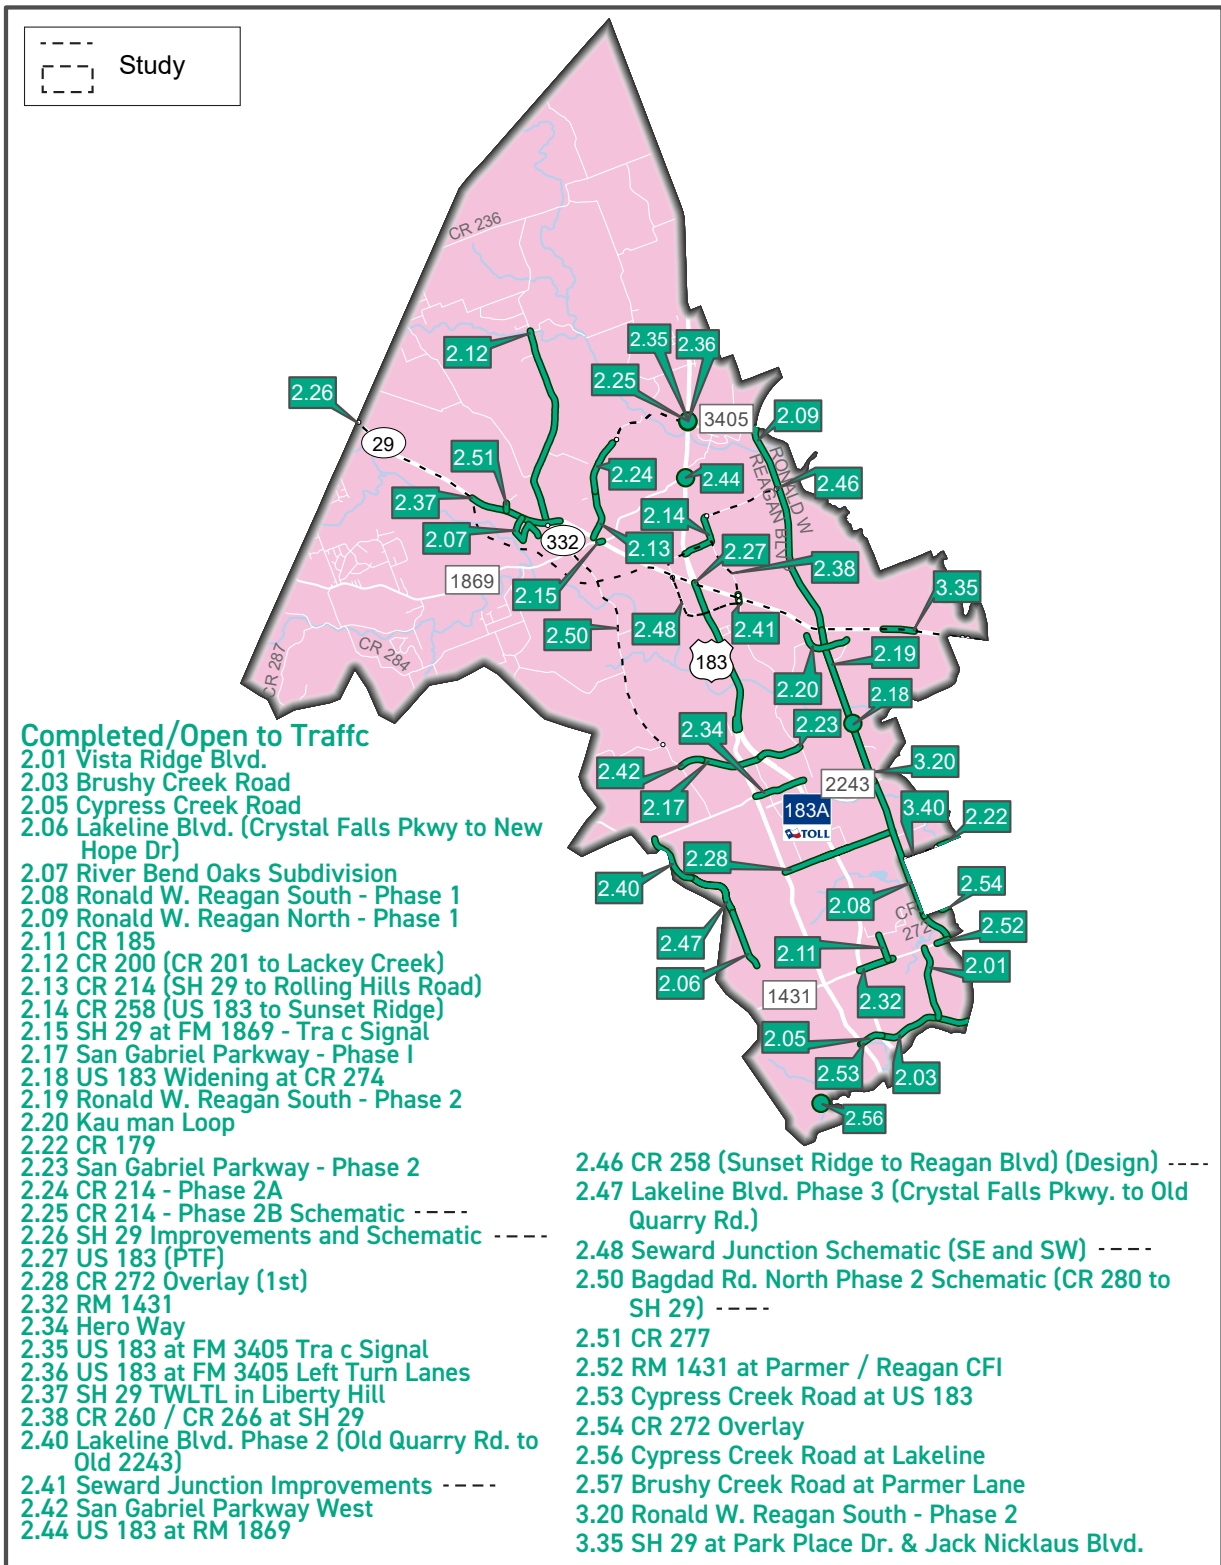 Study
CR 236
2.12
2.35
2.36
2.25
2.26
3405
2.09
29
2.51
2.24
2.44
RONALD W
REAGAN BLVD
2.46
2.37
2.07
332
2.14
2.13
2.27
2.38
1869
2.15
3.35
2.50
2.48
2.41
CR 287
CR 284
183
2.19
2.20
2.18
2.34
2.23
2.42
2.17
3.20
2243
183A
TOLL
3.40
2.22
2.28
2.40
2.54
2.08
CR
272
2.52
2.47
2.11
2.01
2.06
1431
2.32
2.05
2.53
2.03
2.56
Completed/Open to Traffc
2.01 Vista Ridge Blvd.
2.03 Brushy Creek Road
2.05 Cypress Creek Road
2.06 Lakeline Blvd. (Crystal Falls Pkwy to New
Hope Dr)
2.07 River Bend Oaks Subdivision
2.08 Ronald W. Reagan South - Phase 1
2.09 Ronald W. Reagan North - Phase 1
2.11 CR 185
2.12 CR 200 (CR 201 to Lackey Creek)
2.13 CR 214 (SH 29 to Rolling Hills Road)
2.14 CR 258 (US 183 to Sunset Ridge)
2.15 SH 29 at FM 1869 - Tra c Signal
2.17 San Gabriel Parkway - Phase I
2.18 US 183 Widening at CR 274
2.19 Ronald W. Reagan South - Phase 2
2.20 Kau man Loop
2.22 CR 179
2.23 San Gabriel Parkway - Phase 2
2.24 CR 214 - Phase 2A
2.25 CR 214 - Phase 2B Schematic ----
2.26 SH 29 Improvements and Schematic ----
2.27 US 183 (PTF)
2.28 CR 272 Overlay (1st)
2.32 RM 1431
2.34 Hero Way
2.35 US 183 at FM 3405 Tra c Signal
2.36 US 183 at FM 3405 Left Turn Lanes
2.37 SH 29 TWLTL in Liberty Hill
2.38 CR 260 / CR 266 at SH 29
2.40 Lakeline Blvd. Phase 2 (Old Quarry Rd. to
Old 2243)
2.41 Seward Junction Improvements ----
2.42 San Gabriel Parkway West
2.44 US 183 at RM 1869
2.46 CR 258 (Sunset Ridge to Reagan Blvd) (Design) ----
2.47 Lakeline Blvd. Phase 3 (Crystal Falls Pkwy. to Old
Quarry Rd.)
2.48 Seward Junction Schematic (SE and SW) ----
2.50 Bagdad Rd. North Phase 2 Schematic (CR 280 to
SH 29) ----
2.51 CR 277
2.52 RM 1431 at Parmer / Reagan CFI
2.53 Cypress Creek Road at US 183
2.54 CR 272 Overlay
2.56 Cypress Creek Road at Lakeline
2.57 Brushy Creek Road at Parmer Lane
3.20 Ronald W. Reagan South - Phase 2
3.35 SH 29 at Park Place Dr. & Jack Nicklaus Blvd.